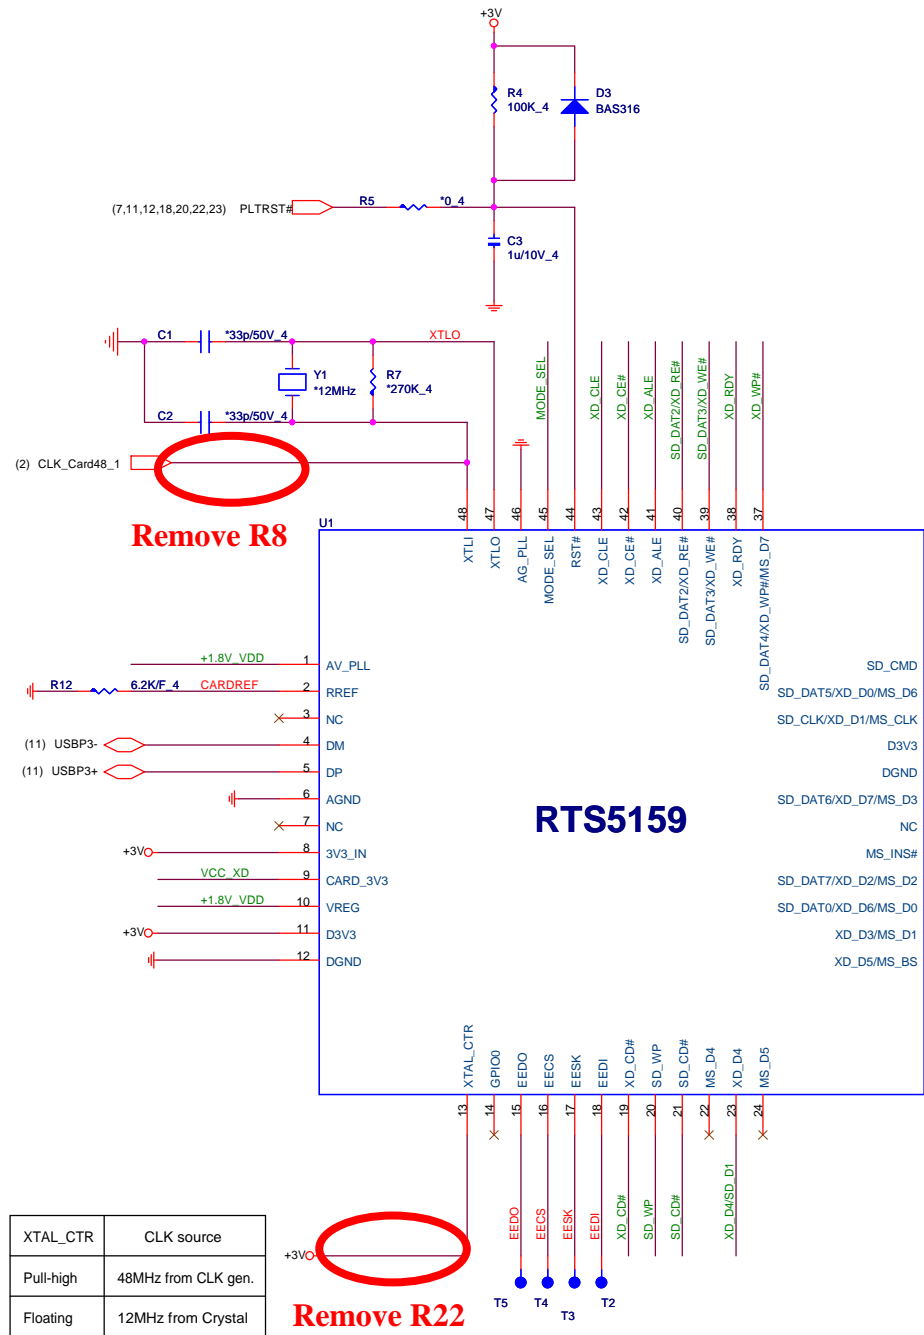 +3V
R4
100K_4
D3
BAS316
(7,11,12,18,20,22,23) PLTRST#
R5
*0_4
C3
1u/10V_4
C1
*33p/50V_4
XTLO
Y1
*12MHz
R7
*270K_4
C2
*33p/50V_4
(2) CLK_Card48_1
Remove R8
MODE_SEL
XD_CLE
XD_CE#
XD_ALE
SD_DAT2/XD_RE#
SD_DAT3/XD_WE#
XD_RDY
XD_WP#
U1
48
47
46
45
44
43
42
41
40
39
38
37
XTLI
XTLO
AG_PLL
MODE_SEL
RST#
XD_CLE
XD_CE#
XD_ALE
SD_DAT2/XD_RE#
SD_DAT3/XD_WE#
XD_RDY
SD_DAT4/XD_WP#/MS_D7
+1.8V_VDD 1 AV_PLL
R12 6.2K/F_4 CARDREF 2 RREF
3 NC
(11) USBP3- 4 DM
(11) USBP3+ 5 DP
6 AGND
7 NC
+3V 8 3V3_IN
VCC_XD 9 CARD_3V3
+1.8V_VDD 10 VREG
+3V 11 D3V3
12 DGND
RTS5159
SD_CMD
SD_DAT5/XD_D0/MS_D6
SD_CLK/XD_D1/MS_CLK
D3V3
DGND
SD_DAT6/XD_D7/MS_D3
NC
MS_INS#
SD_DAT7/XD_D2/MS_D2
SD_DAT0/XD_D6/MS_D0
XD_D3/MS_D1
XD_D5/MS_BS
XTAL_CTR
GPIO0
EEDO
EECS
EESK
EEDI
XD_CD#
SD_WP
SD_CD#
MS_D4
XD_D4
MS_D5
13
14
15
16
17
18
19
20
21
22
23
24
EEDO
EECS
EESK
EEDI
XD_CD#
SD_WP
SD_CD#
XD_D4/SD_D1
+3V
T5
T4
T3
T2
Remove R22
XTAL_CTR CLK source
Pull-high 48MHz from CLK gen.
Floating 12MHz from Crystal